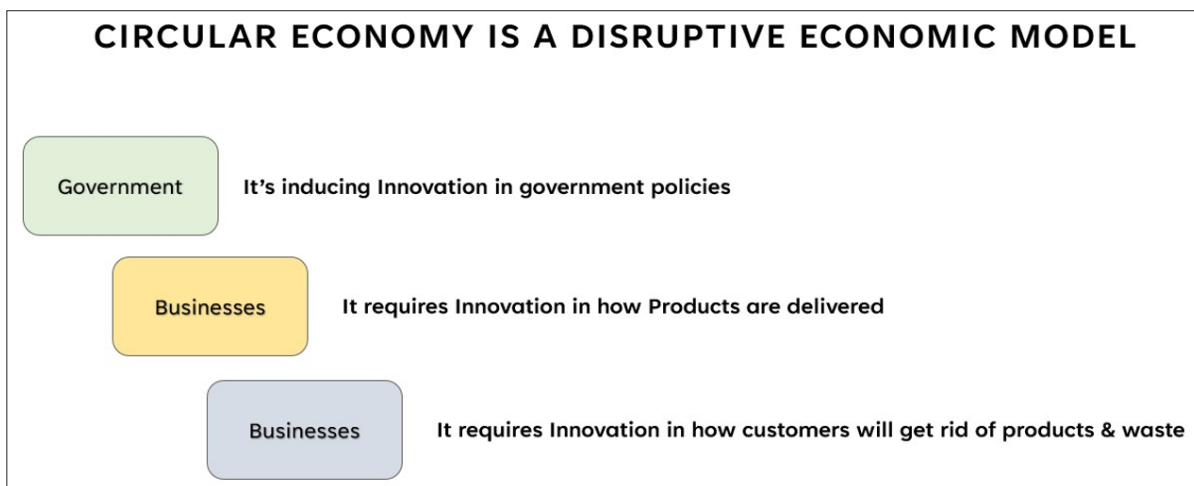 CIRCULAR ECONOMY IS A DISRUPTIVE ECONOMIC MODEL
Government
It's inducing Innovation in government policies
Businesses
It requires Innovation in how Products are delivered
Businesses
It requires Innovation in how customers will get rid of products & waste